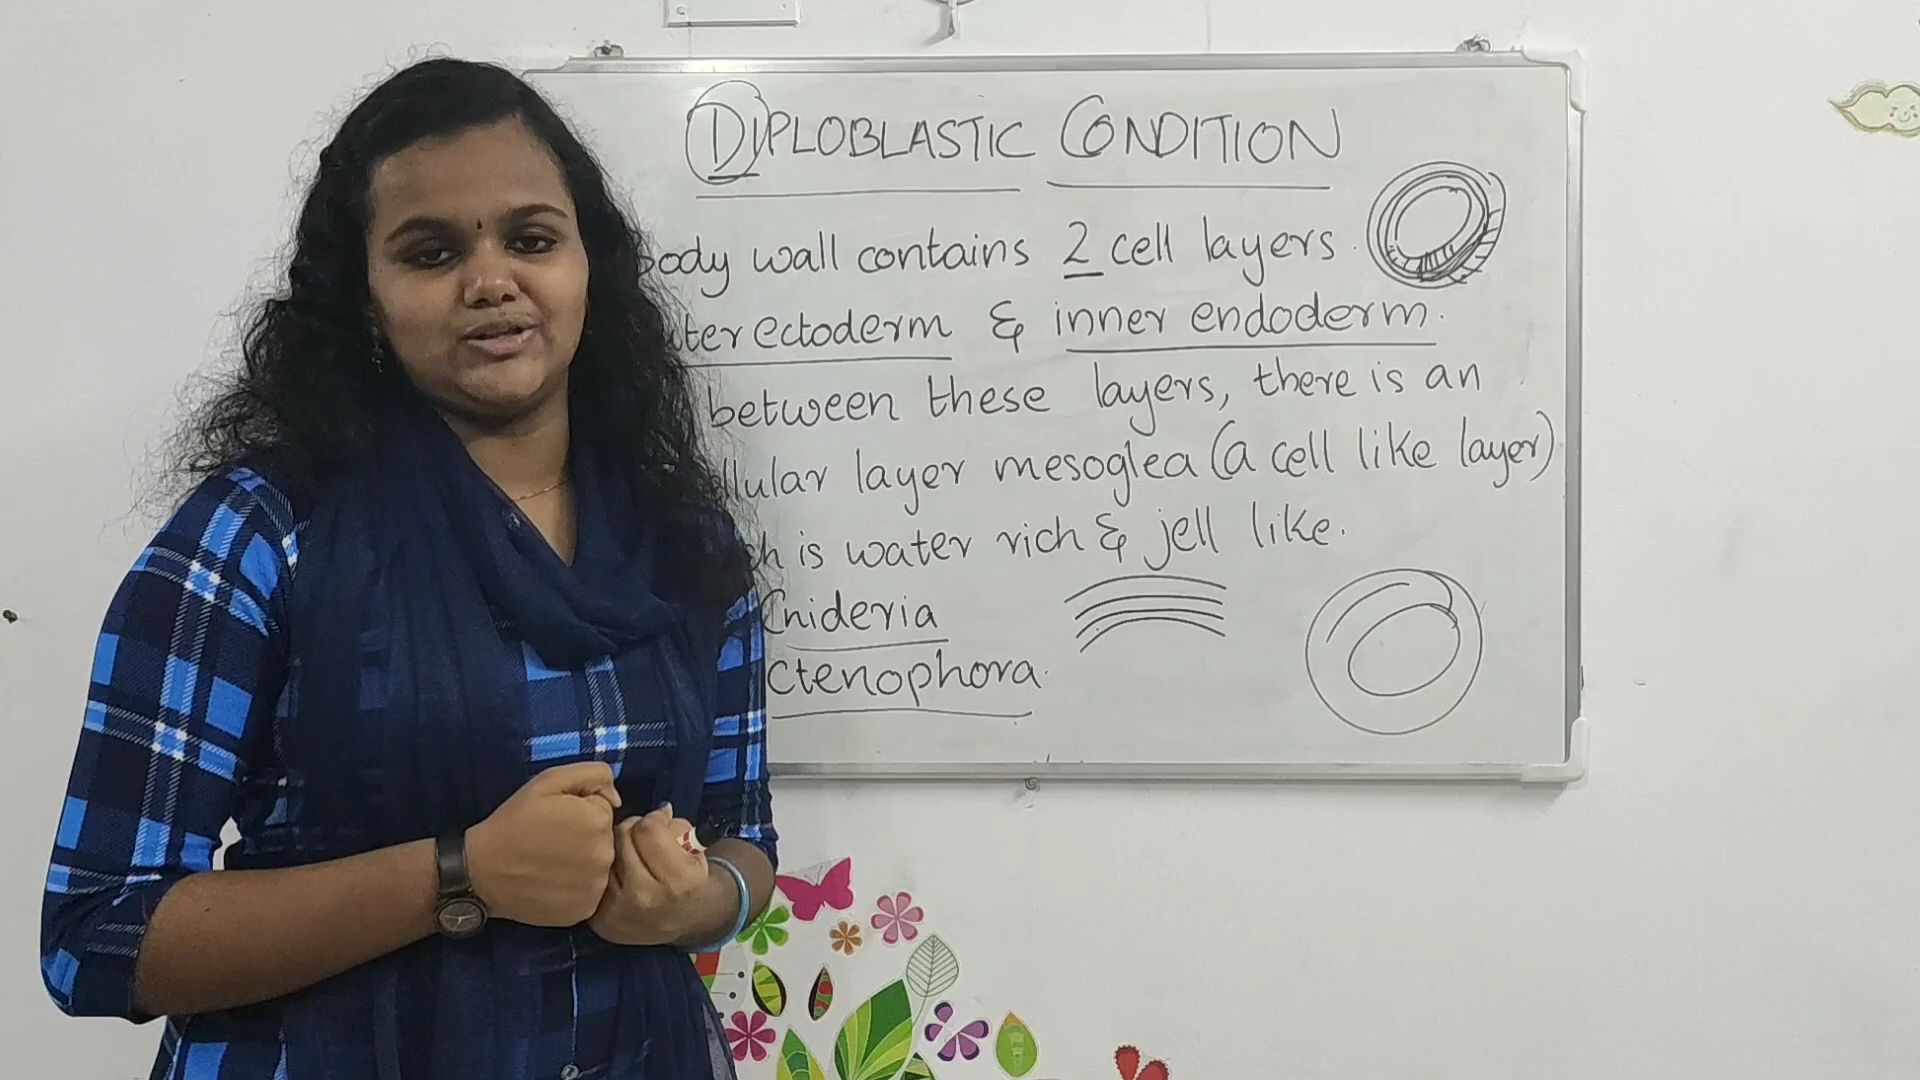 DIPLOBLASTIC CONDITION
body wall contains 2 cell layers.
ter ectoderm & inner endoderm.
between these layers, there is an
llular layer mesoglea (a cell like layer)
ch is water rich & jell like.
Cnideria
ctenophora.